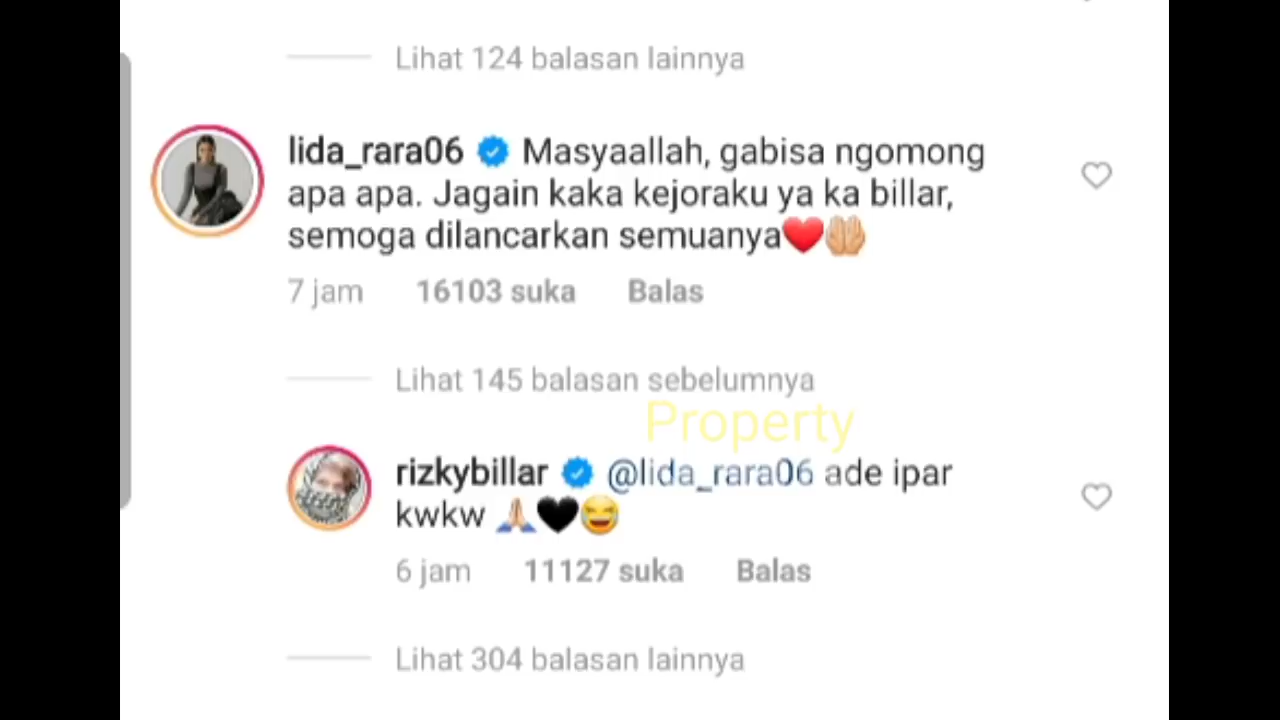 Lihat 124 balasan lainnya
lida_rara06 Masyaallah, gabisa ngomong
apa apa. Jagain kaka kejoraku ya ka billar,
semoga dilancarkan semuanya❤️🤲🏻
7 jam 16103 suka Balas
Lihat 145 balasan sebelumnya
Property
rizkybillar @lida_rara06 ade ipar
kwkw 🙏🏻🖤😂
6 jam 11127 suka Balas
Lihat 304 balasan lainnya